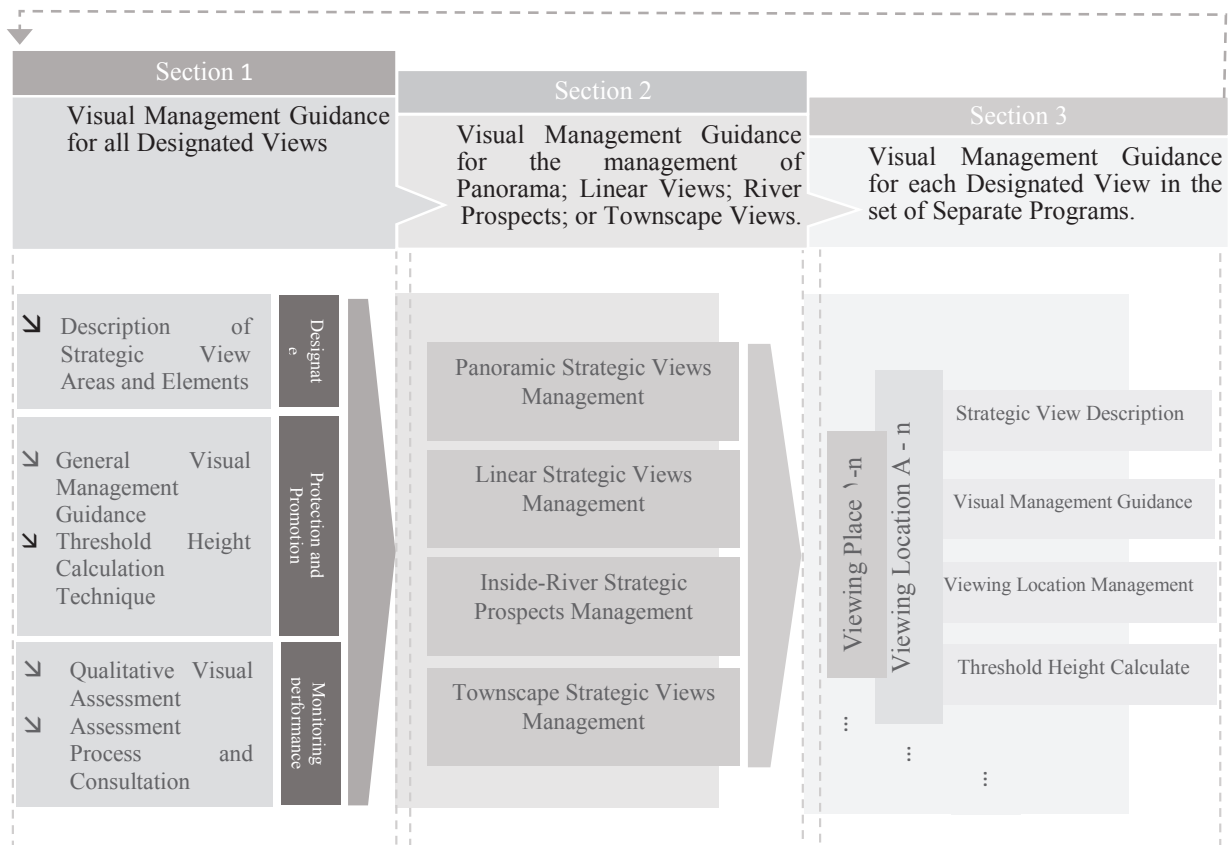 Section 1
Visual Management Guidance
for all Designated Views
Section 2
Visual Management Guidance
for the management of
Panorama; Linear Views; River
Prospects; or Townscape Views.
Section 3
Visual Management Guidance
for each Designated View in the
set of Separate Programs.
Description of
Strategic View
Areas and Elements
Designat
e
General Visual
Management
Guidance
Threshold Height
Calculation
Technique
Protection and
Promotion
Qualitative Visual
Assessment
Assessment
Process and
Consultation
Monitoring
performance
Panoramic Strategic Views
Management
Linear Strategic Views
Management
Inside-River Strategic
Prospects Management
Townscape Strategic Views
Management
Viewing Place ١-n
...
Viewing Location A - n
...
Strategic View Description
Visual Management Guidance
Viewing Location Management
Threshold Height Calculate
...